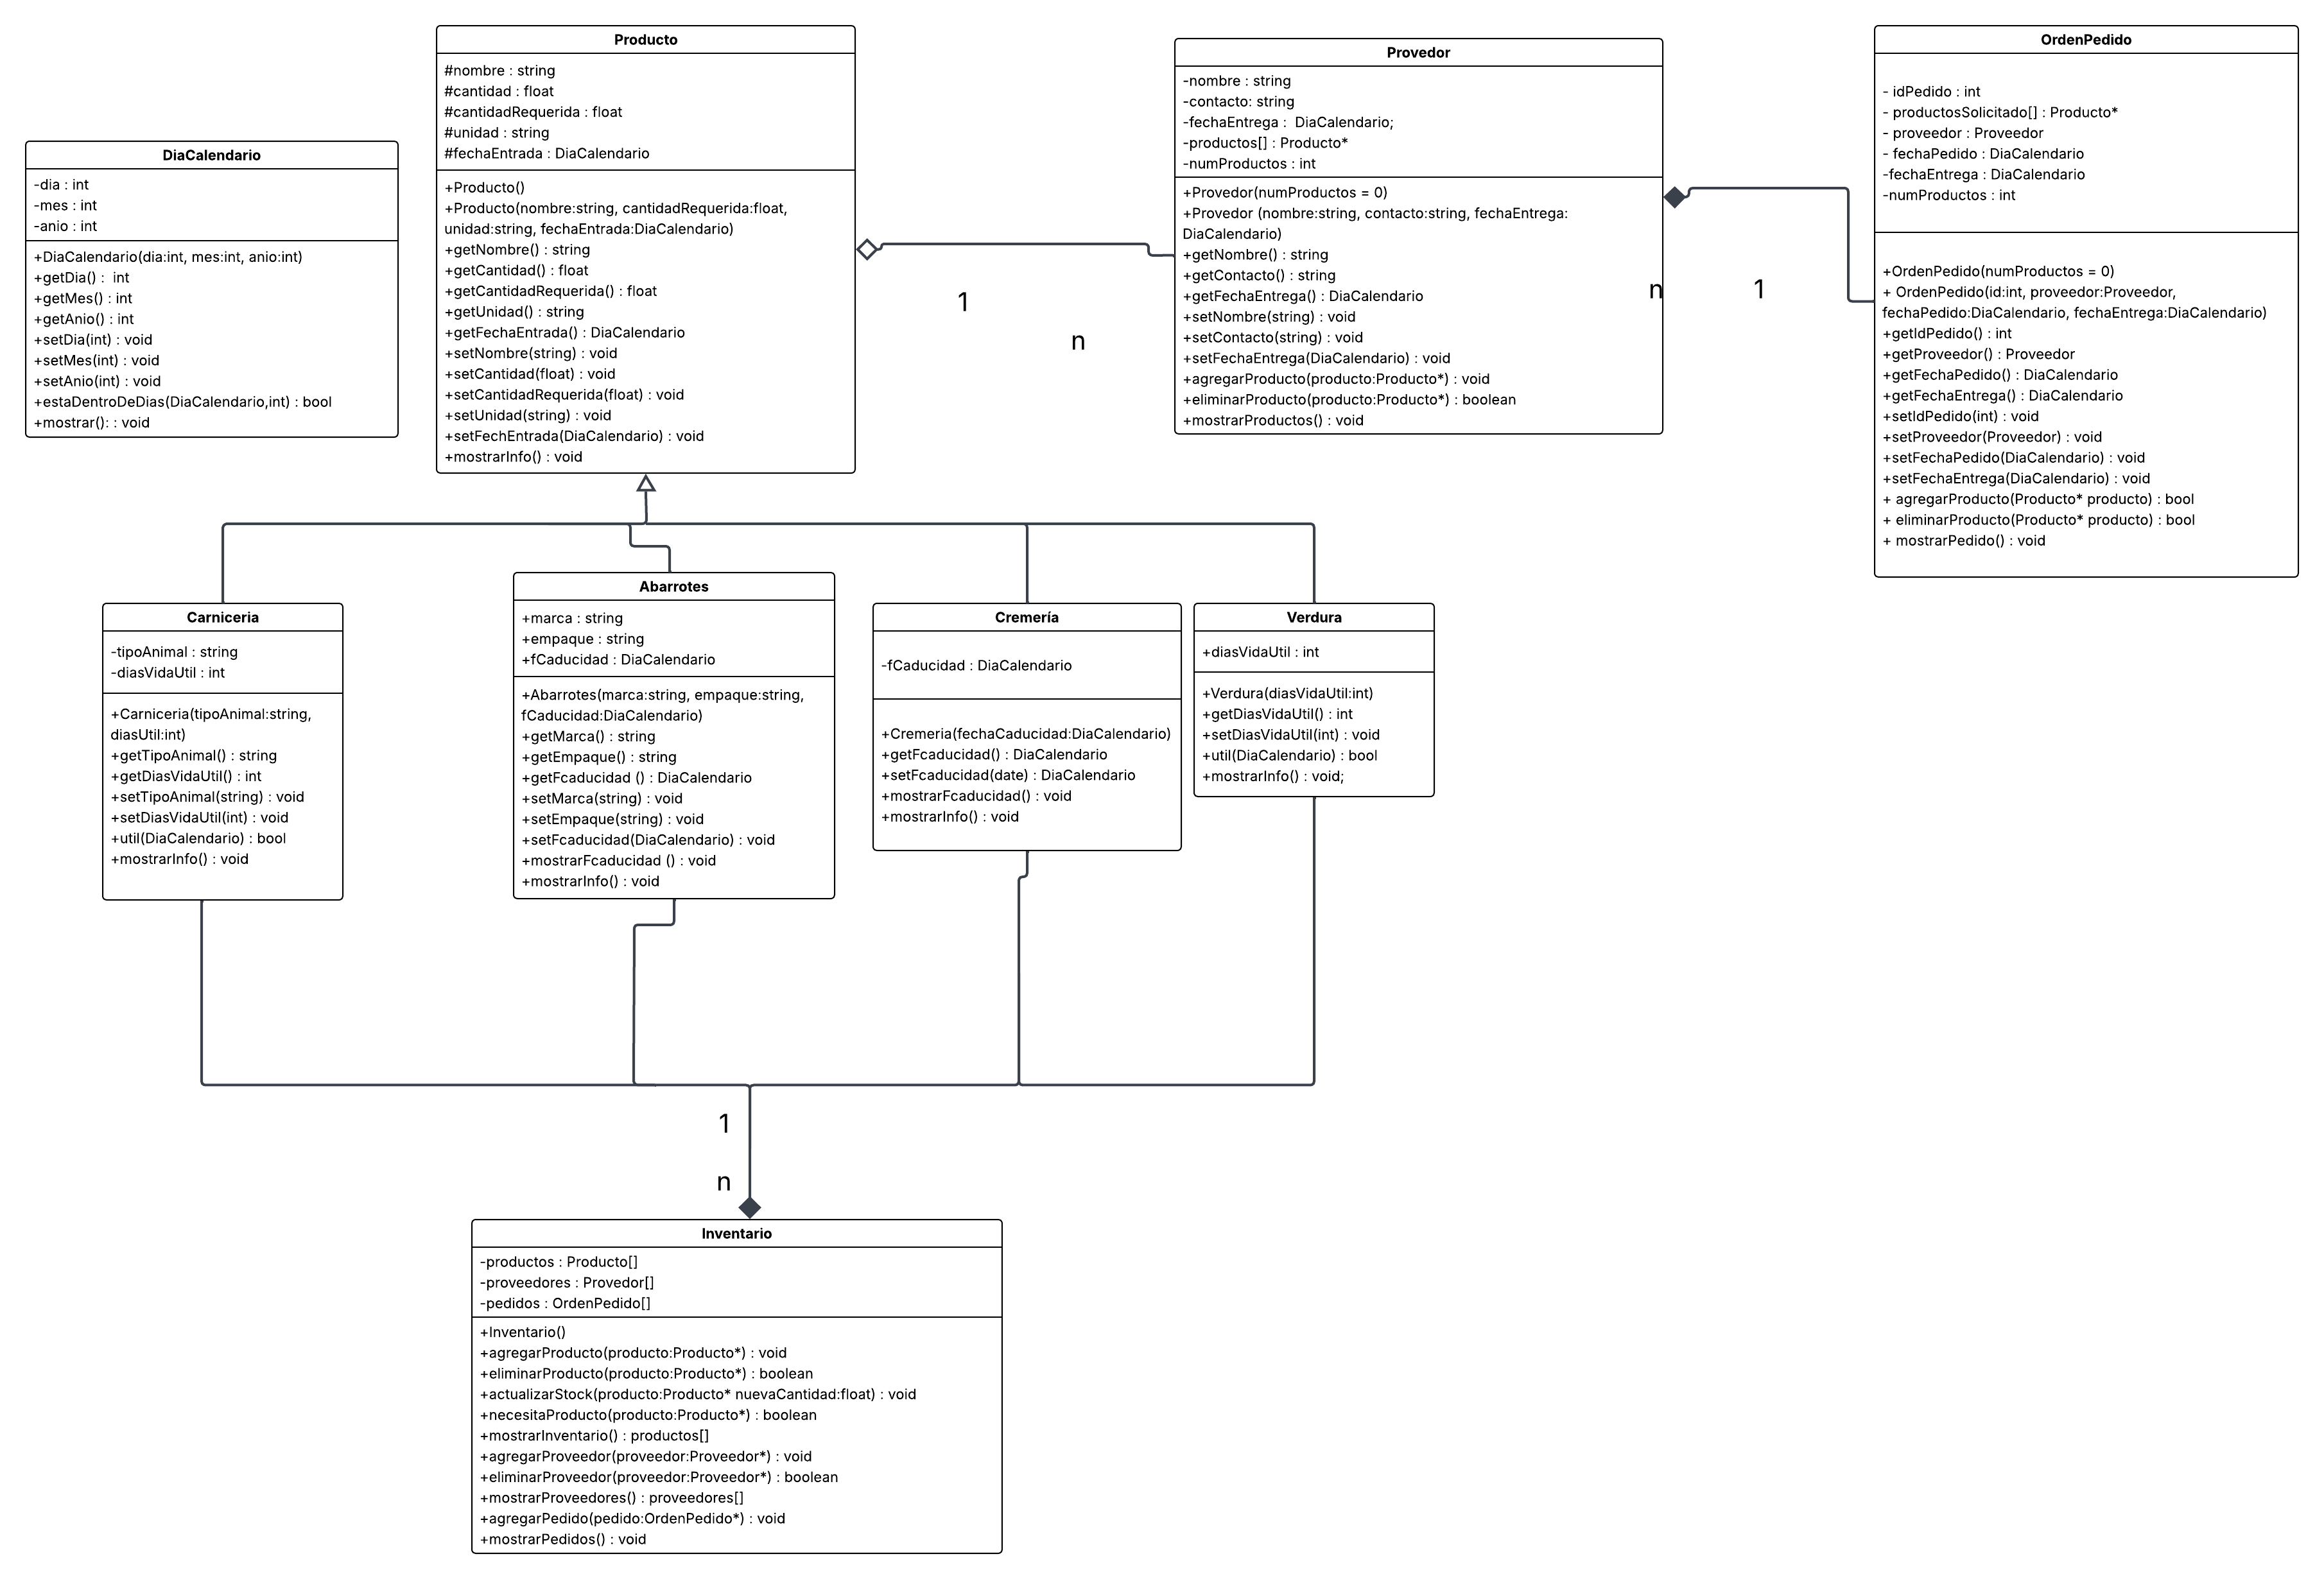 DiaCalendario
-dia : int
-mes : int
-anio : int
+DiaCalendario(dia:int, mes:int, anio:int)
+getDia() :  int
+getMes() : int
+getAnio() : int
+setDia(int) : void
+setMes(int) : void
+setAnio(int) : void
+estaDentroDeDias(DiaCalendario,int) : bool
+mostrar(): : void
Producto
#nombre : string
#cantidad : float
#cantidadRequerida : float
#unidad : string
#fechaEntrada : DiaCalendario
+Producto()
+Producto(nombre:string, cantidadRequerida:float,
unidad:string, fechaEntrada:DiaCalendario)
+getNombre() : string
+getCantidad() : float
+getCantidadRequerida() : float
+getUnidad() : string
+getFechaEntrada() : DiaCalendario
+setNombre(string) : void
+setCantidad(float) : void
+setCantidadRequerida(float) : void
+setUnidad(string) : void
+setFechEntrada(DiaCalendario) : void
+mostrarInfo() : void
1
n
Provedor
-nombre : string
-contacto: string
-fechaEntrega :  DiaCalendario;
-productos[] : Producto*
-numProductos : int
+Provedor(numProductos = 0)
+Provedor (nombre:string, contacto:string, fechaEntrega:
DiaCalendario)
+getNombre() : string
+getContacto() : string
+getFechaEntrega() : DiaCalendario
+setNombre(string) : void
+setContacto(string) : void
+setFechaEntrega(DiaCalendario) : void
+agregarProducto(producto:Producto*) : void
+eliminarProducto(producto:Producto*) : boolean
+mostrarProductos() : void
n
1
OrdenPedido
- idPedido : int
- productosSolicitado[] : Producto*
- proveedor : Proveedor
- fechaPedido : DiaCalendario
-fechaEntrega : DiaCalendario
-numProductos : int
+OrdenPedido(numProductos = 0)
+ OrdenPedido(id:int, proveedor:Proveedor,
fechaPedido:DiaCalendario, fechaEntrega:DiaCalendario)
+getIdPedido() : int
+getProveedor() : Proveedor
+getFechaPedido() : DiaCalendario
+getFechaEntrega() : DiaCalendario
+setIdPedido(int) : void
+setProveedor(Proveedor) : void
+setFechaPedido(DiaCalendario) : void
+setFechaEntrega(DiaCalendario) : void
+ agregarProducto(Producto* producto) : bool
+ eliminarProducto(Producto* producto) : bool
+ mostrarPedido() : void
Carniceria
-tipoAnimal : string
-diasVidaUtil : int
+Carniceria(tipoAnimal:string,
diasUtil:int)
+getTipoAnimal() : string
+getDiasVidaUtil() : int
+setTipoAnimal(string) : void
+setDiasVidaUtil(int) : void
+util(DiaCalendario) : bool
+mostrarInfo() : void
Abarrotes
+marca : string
+empaque : string
+fCaducidad : DiaCalendario
+Abarrotes(marca:string, empaque:string,
fCaducidad:DiaCalendario)
+getMarca() : string
+getEmpaque() : string
+getFcaducidad () : DiaCalendario
+setMarca(string) : void
+setEmpaque(string) : void
+setFcaducidad(DiaCalendario) : void
+mostrarFcaducidad () : void
+mostrarInfo() : void
Cremería
-fCaducidad : DiaCalendario
+Cremeria(fechaCaducidad:DiaCalendario)
+getFcaducidad() : DiaCalendario
+setFcaducidad(date) : DiaCalendario
+mostrarFcaducidad() : void
+mostrarInfo() : void
Verdura
+diasVidaUtil : int
+Verdura(diasVidaUtil:int)
+getDiasVidaUtil() : int
+setDiasVidaUtil(int) : void
+util(DiaCalendario) : bool
+mostrarInfo() : void;
1
n
Inventario
-productos : Producto[]
-proveedores : Provedor[]
-pedidos : OrdenPedido[]
+Inventario()
+agregarProducto(producto:Producto*) : void
+eliminarProducto(producto:Producto*) : boolean
+actualizarStock(producto:Producto* nuevaCantidad:float) : void
+necesitaProducto(producto:Producto*) : boolean
+mostrarInventario() : productos[]
+agregarProveedor(proveedor:Proveedor*) : void
+eliminarProveedor(proveedor:Proveedor*) : boolean
+mostrarProveedores() : proveedores[]
+agregarPedido(pedido:OrdenPedido*) : void
+mostrarPedidos() : void